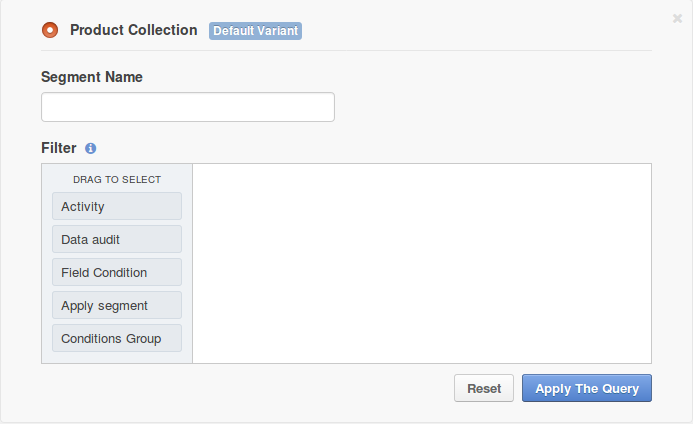 Product Collection Default Variant
Segment Name
Filter
DRAG TO SELECT
Activity
Data audit
Field Condition
Apply segment
Conditions Group
Reset Apply The Query